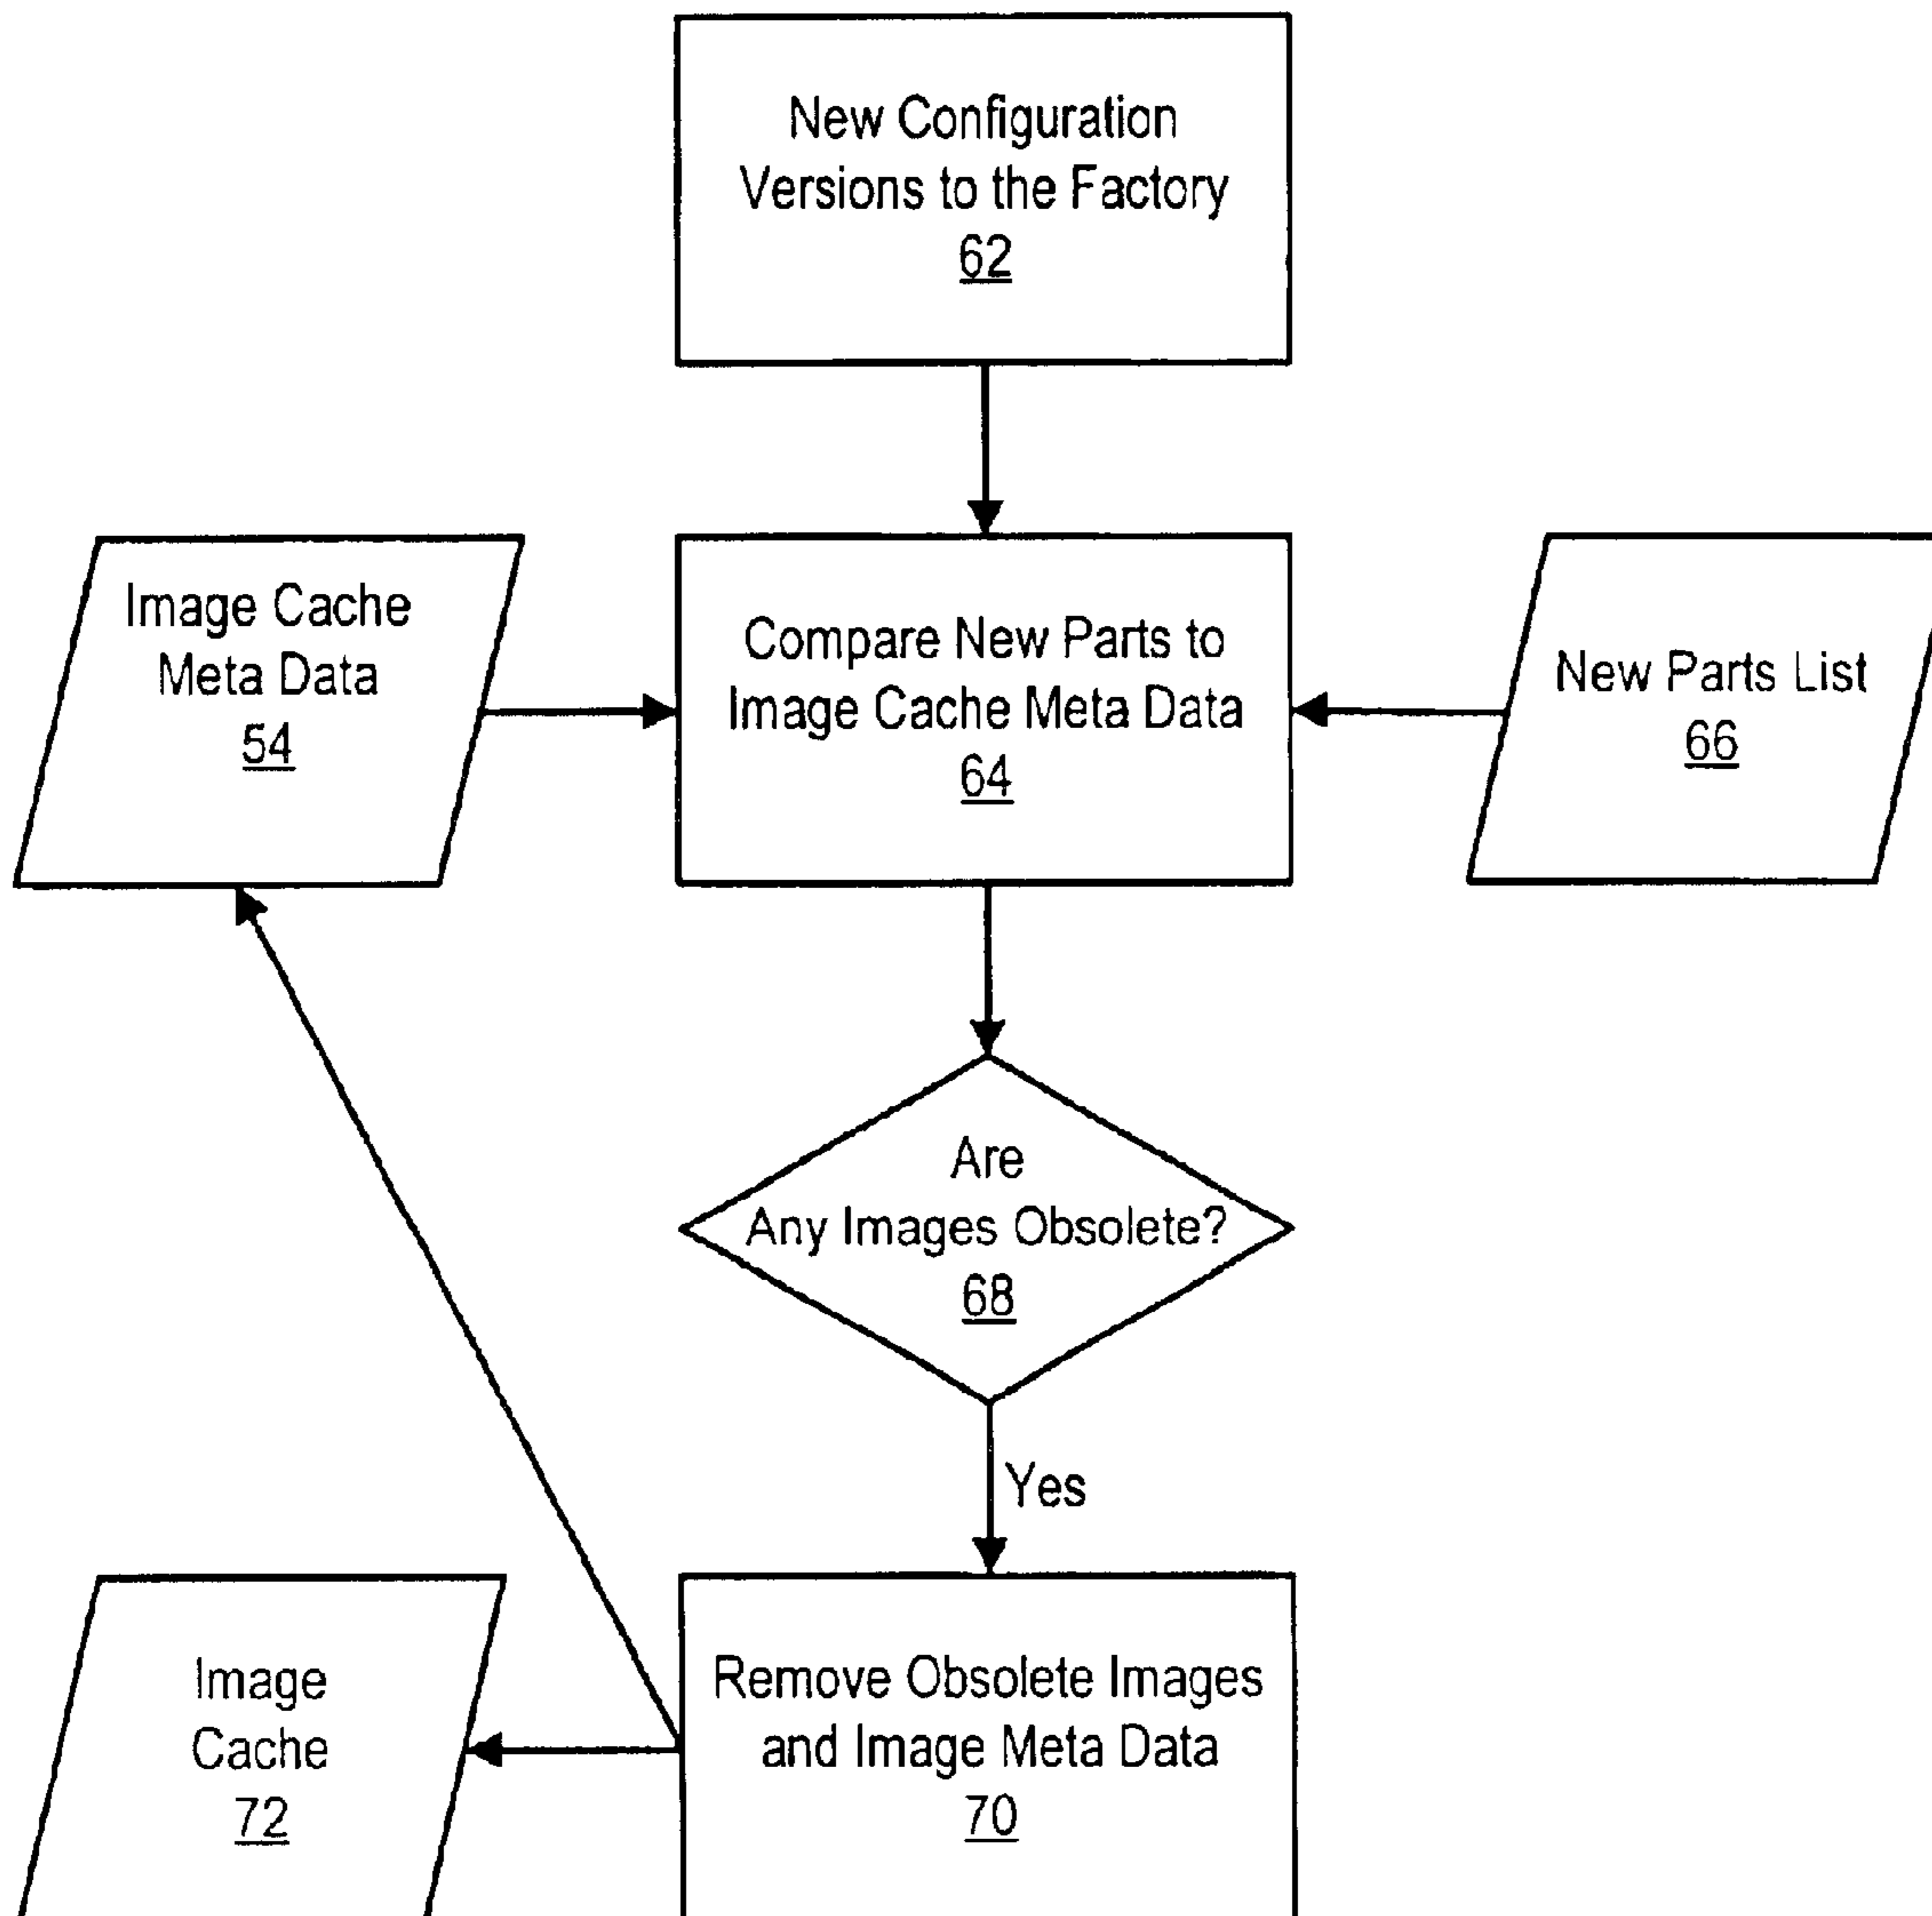 New Configuration
Versions to the Factory
62
Image Cache
Meta Data
54
Compare New Parts to
Image Cache Meta Data
64
New Parts List
66
Are
Any Images Obsolete?
68
Yes
Image
Cache
72
Remove Obsolete Images
and Image Meta Data
70